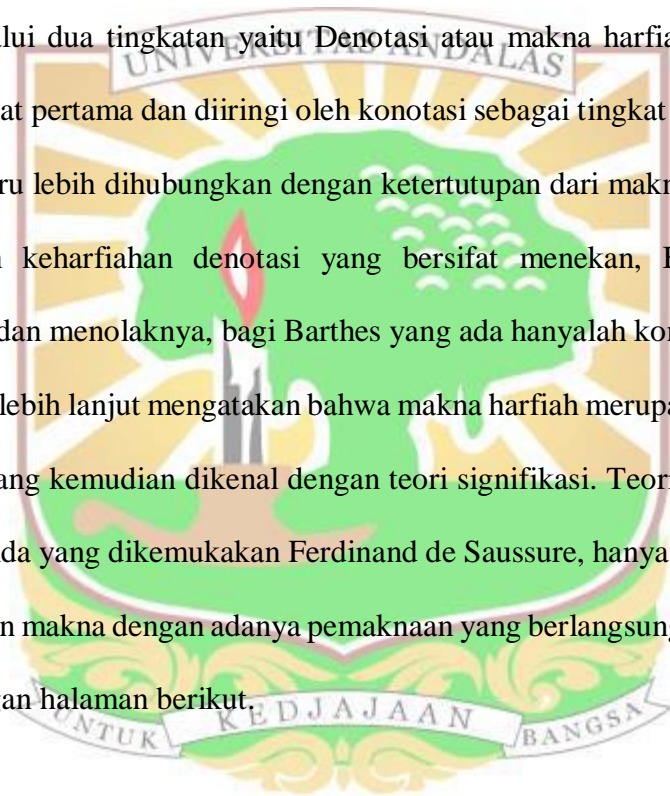 lui dua tingkatan yaitu Denotasi atau makna harfia
UNIVERSITAS ANDALAS
at pertama dan diiringi oleh konotasi sebagai tingkat
ru lebih dihubungkan dengan ketertutupan dari makn
keharfiahan denotasi yang bersifat menekan,
dan menolaknya, bagi Barthes yang ada hanyalah kon
lebih lanjut mengatakan bahwa makna harfiah merupa
ang kemudian dikenal dengan teori signifikasi. Teori
da yang dikemukakan Ferdinand de Saussure, hanya
n makna dengan adanya pemaknaan yang berlangsung
gan halaman berikut.
UNTUK KEDJAJAAN BANGSA